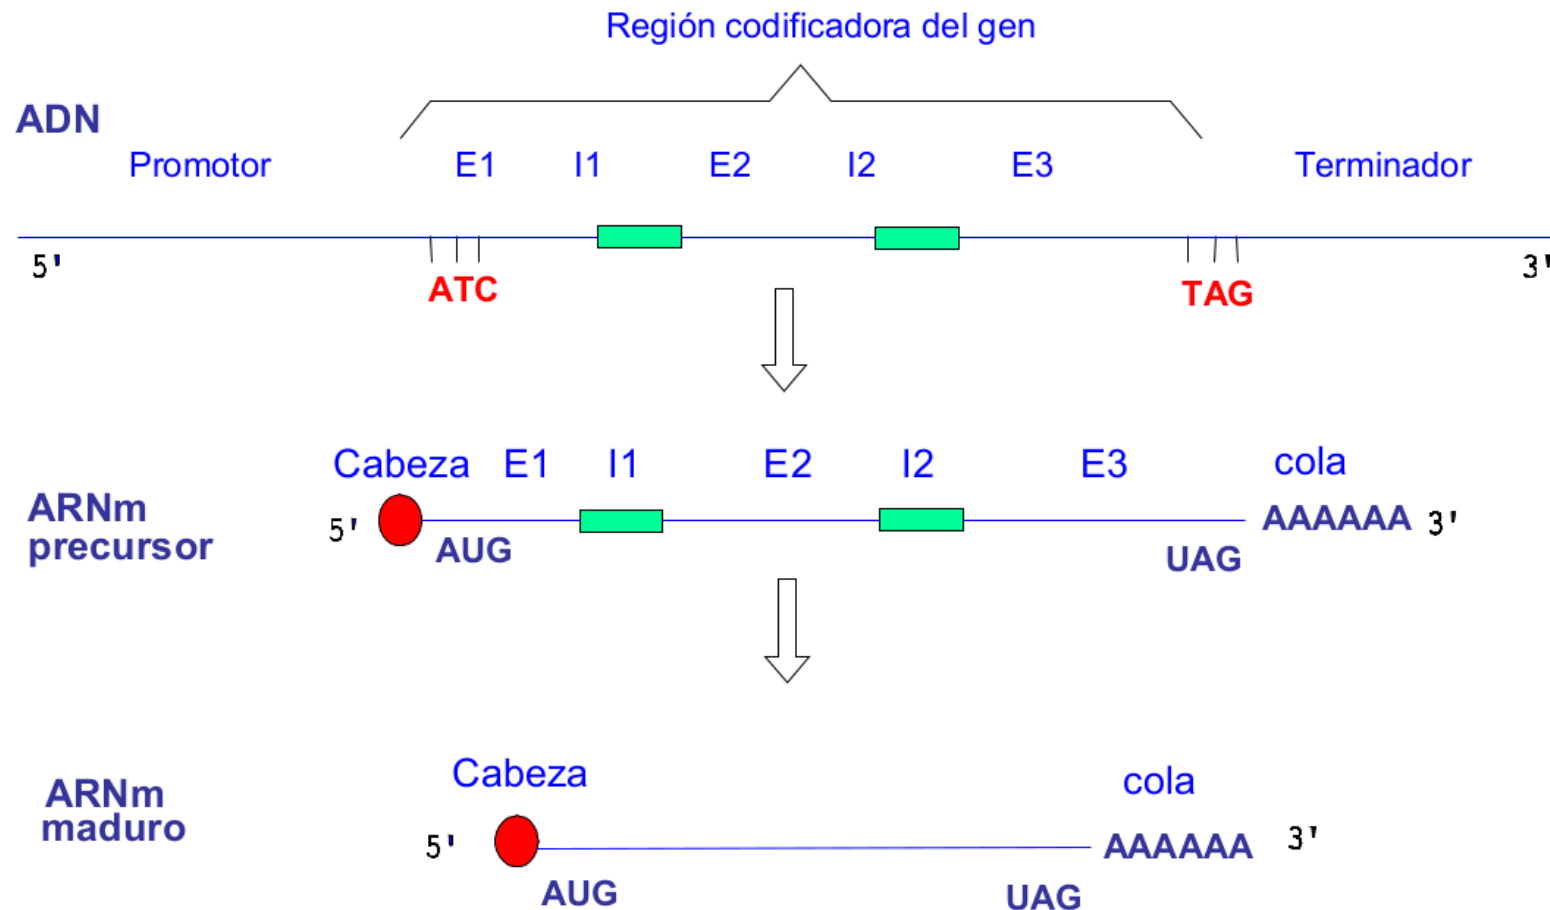 Región codificadora del gen
ADN
Promotor E1 I1 E2 I2 E3 Terminador
5' 3'
ATC TAG
Cabeza E1 I1 E2 I2 E3 cola
ARNm
precursor
5' AAAAAA 3'
AUG UAG
Cabeza cola
ARNm
maduro
5' AAAAAA 3'
AUG UAG